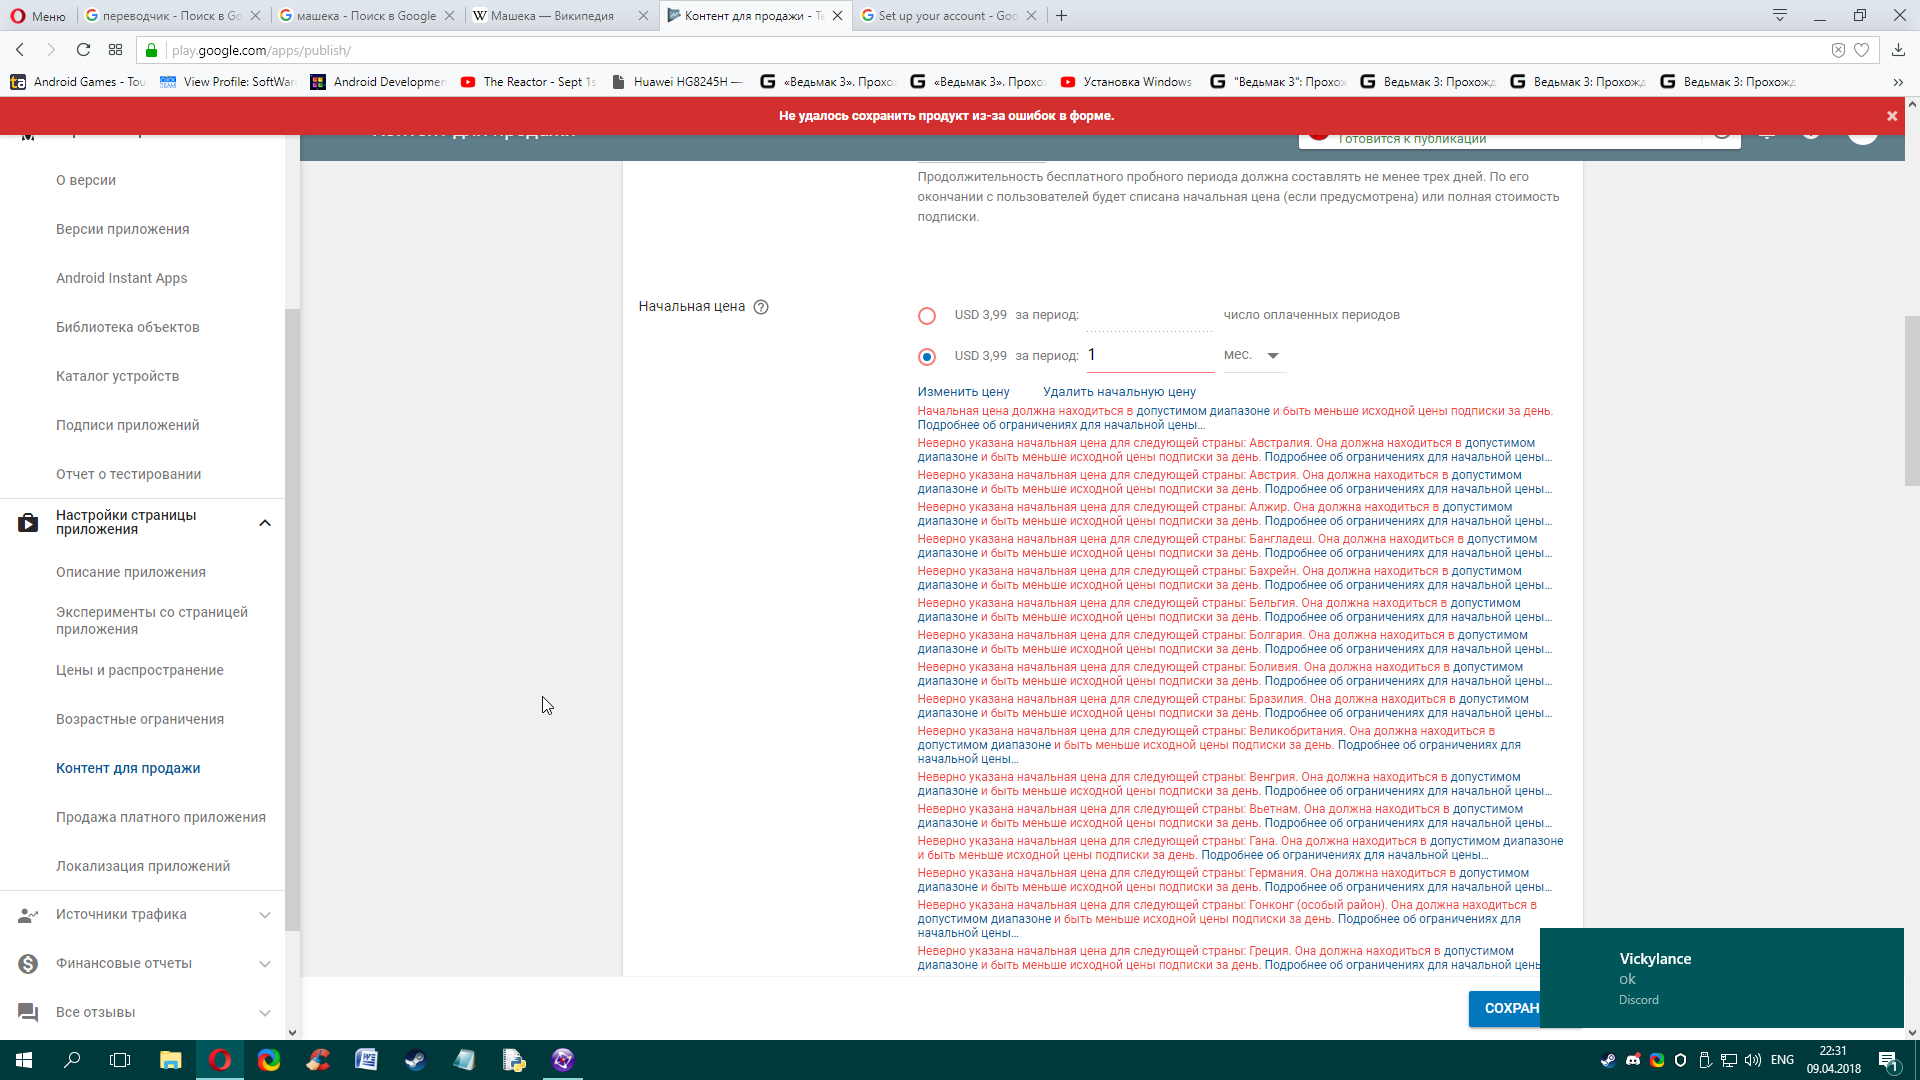 Меню
переводчик - Поиск в Go
машека - Поиск в Google
Машека — Википедия
Контент для продажи - Te
Set up your account - Goo
play.google.com/apps/publish/
Android Games - Tou
View Profile: SoftWar
Android Developmen
The Reactor - Sept 1s
Huawei HG8245H —
«Ведьмак 3». Прохо
«Ведьмак 3». Прохо
Установка Windows
"Ведьмак 3": Прохо
Ведьмак 3: Прохожд
Ведьмак 3: Прохожд
Ведьмак 3: Прохожд
Не удалось сохранить продукт из-за ошибок в форме.
Контент для продажи
Готовится к публикации
О версии
Версии приложения
Android Instant Apps
Библиотека объектов
Каталог устройств
Подписи приложений
Отчет о тестировании
Настройки страницы
приложения
Описание приложения
Эксперименты со страницей
приложения
Цены и распространение
Возрастные ограничения
Контент для продажи
Продажа платного приложения
Локализация приложений
Источники трафика
Финансовые отчеты
Все отзывы
Продолжительность бесплатного пробного периода должна составлять не менее трех дней. По его
окончании с пользователей будет списана начальная цена (если предусмотрена) или полная стоимость
подписки.
Начальная цена
USD 3,99 за период: число оплаченных периодов
USD 3,99 за период: 1 мес.
Изменить цену Удалить начальную цену
Начальная цена должна находиться в допустимом диапазоне и быть меньше исходной цены подписки за день.
Подробнее об ограничениях для начальной цены…
Неверно указана начальная цена для следующей страны: Австралия. Она должна находиться в допустимом
диапазоне и быть меньше исходной цены подписки за день. Подробнее об ограничениях для начальной цены…
Неверно указана начальная цена для следующей страны: Австрия. Она должна находиться в допустимом
диапазоне и быть меньше исходной цены подписки за день. Подробнее об ограничениях для начальной цены…
Неверно указана начальная цена для следующей страны: Алжир. Она должна находиться в допустимом
диапазоне и быть меньше исходной цены подписки за день. Подробнее об ограничениях для начальной цены…
Неверно указана начальная цена для следующей страны: Бангладеш. Она должна находиться в допустимом
диапазоне и быть меньше исходной цены подписки за день. Подробнее об ограничениях для начальной цены…
Неверно указана начальная цена для следующей страны: Бахрейн. Она должна находиться в допустимом
диапазоне и быть меньше исходной цены подписки за день. Подробнее об ограничениях для начальной цены…
Неверно указана начальная цена для следующей страны: Бельгия. Она должна находиться в допустимом
диапазоне и быть меньше исходной цены подписки за день. Подробнее об ограничениях для начальной цены…
Неверно указана начальная цена для следующей страны: Болгария. Она должна находиться в допустимом
диапазоне и быть меньше исходной цены подписки за день. Подробнее об ограничениях для начальной цены…
Неверно указана начальная цена для следующей страны: Боливия. Она должна находиться в допустимом
диапазоне и быть меньше исходной цены подписки за день. Подробнее об ограничениях для начальной цены…
Неверно указана начальная цена для следующей страны: Бразилия. Она должна находиться в допустимом
диапазоне и быть меньше исходной цены подписки за день. Подробнее об ограничениях для начальной цены…
Неверно указана начальная цена для следующей страны: Великобритания. Она должна находиться в
допустимом диапазоне и быть меньше исходной цены подписки за день. Подробнее об ограничениях для
начальной цены…
Неверно указана начальная цена для следующей страны: Венгрия. Она должна находиться в допустимом
диапазоне и быть меньше исходной цены подписки за день. Подробнее об ограничениях для начальной цены…
Неверно указана начальная цена для следующей страны: Вьетнам. Она должна находиться в допустимом
диапазоне и быть меньше исходной цены подписки за день. Подробнее об ограничениях для начальной цены…
Неверно указана начальная цена для следующей страны: Гана. Она должна находиться в допустимом диапазоне
и быть меньше исходной цены подписки за день. Подробнее об ограничениях для начальной цены…
Неверно указана начальная цена для следующей страны: Германия. Она должна находиться в допустимом
диапазоне и быть меньше исходной цены подписки за день. Подробнее об ограничениях для начальной цены…
Неверно указана начальная цена для следующей страны: Гонконг (особый район). Она должна находиться в
допустимом диапазоне и быть меньше исходной цены подписки за день. Подробнее об ограничениях для
начальной цены…
Неверно указана начальная цена для следующей страны: Греция. Она должна находиться в допустимом
диапазоне и быть меньше исходной цены подписки за день. Подробнее об ограничениях для начальной цены
СОХРАН
Vickylance
ok
Discord
ENG
22:31
09.04.2018
1